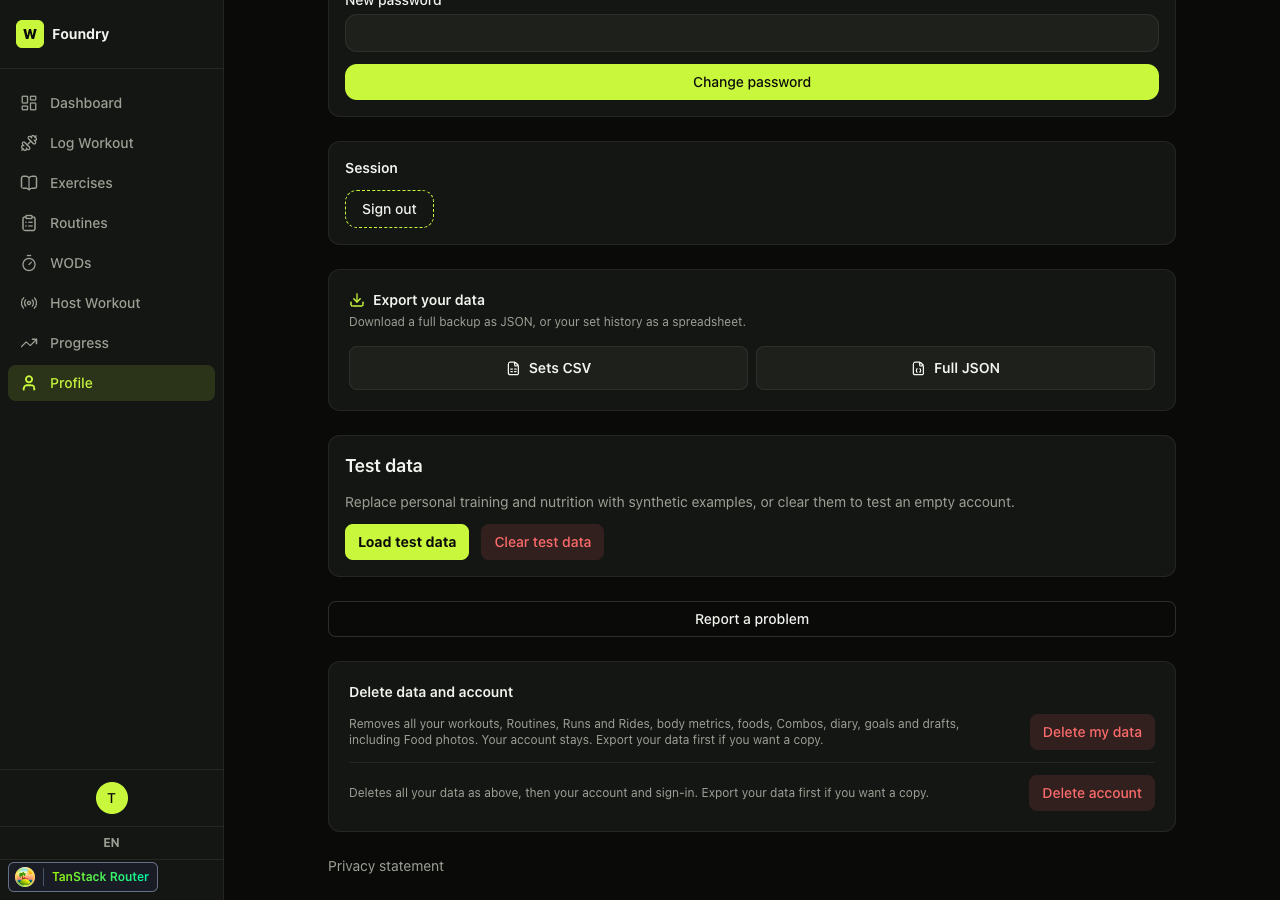 W Foundry
Dashboard
Log Workout
Exercises
Routines
WODs
Host Workout
Progress
Profile
T
EN
TanStack Router
New password
Change password
Session
Sign out
Export your data
Download a full backup as JSON, or your set history as a spreadsheet.
Sets CSV
Full JSON
Test data
Replace personal training and nutrition with synthetic examples, or clear them to test an empty account.
Load test data
Clear test data
Report a problem
Delete data and account
Removes all your workouts, Routines, Runs and Rides, body metrics, foods, Combos, diary, goals and drafts,
including Food photos. Your account stays. Export your data first if you want a copy.
Delete my data
Deletes all your data as above, then your account and sign-in. Export your data first if you want a copy.
Delete account
Privacy statement